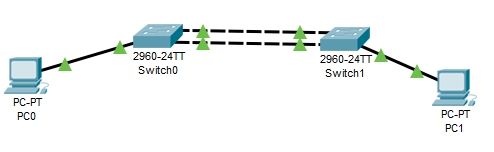 2960-24TT
Switch0
2960-24TT
Switch1
PC-PT
PC0
PC-PT
PC1